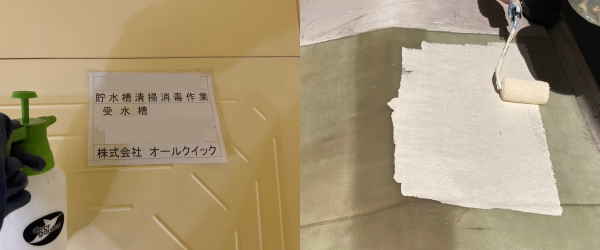 貯水槽清掃消毒作業
受水槽
株式会社 オールクイック